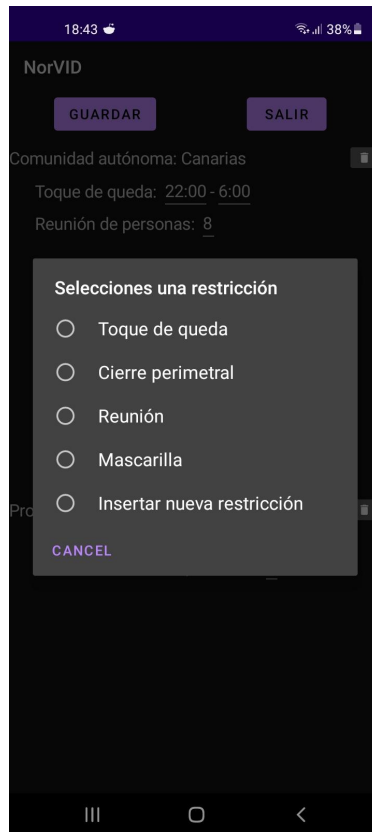 18:43 38%
NorVID
GUARDAR SALIR
Comunidad autónoma: Canarias
Toque de queda: 22:00 - 6:00
Reunión de personas: 8
Selecciones una restricción
Toque de queda
Cierre perimetral
Reunión
Mascarilla
Pro
Insertar nueva restricción
CANCEL